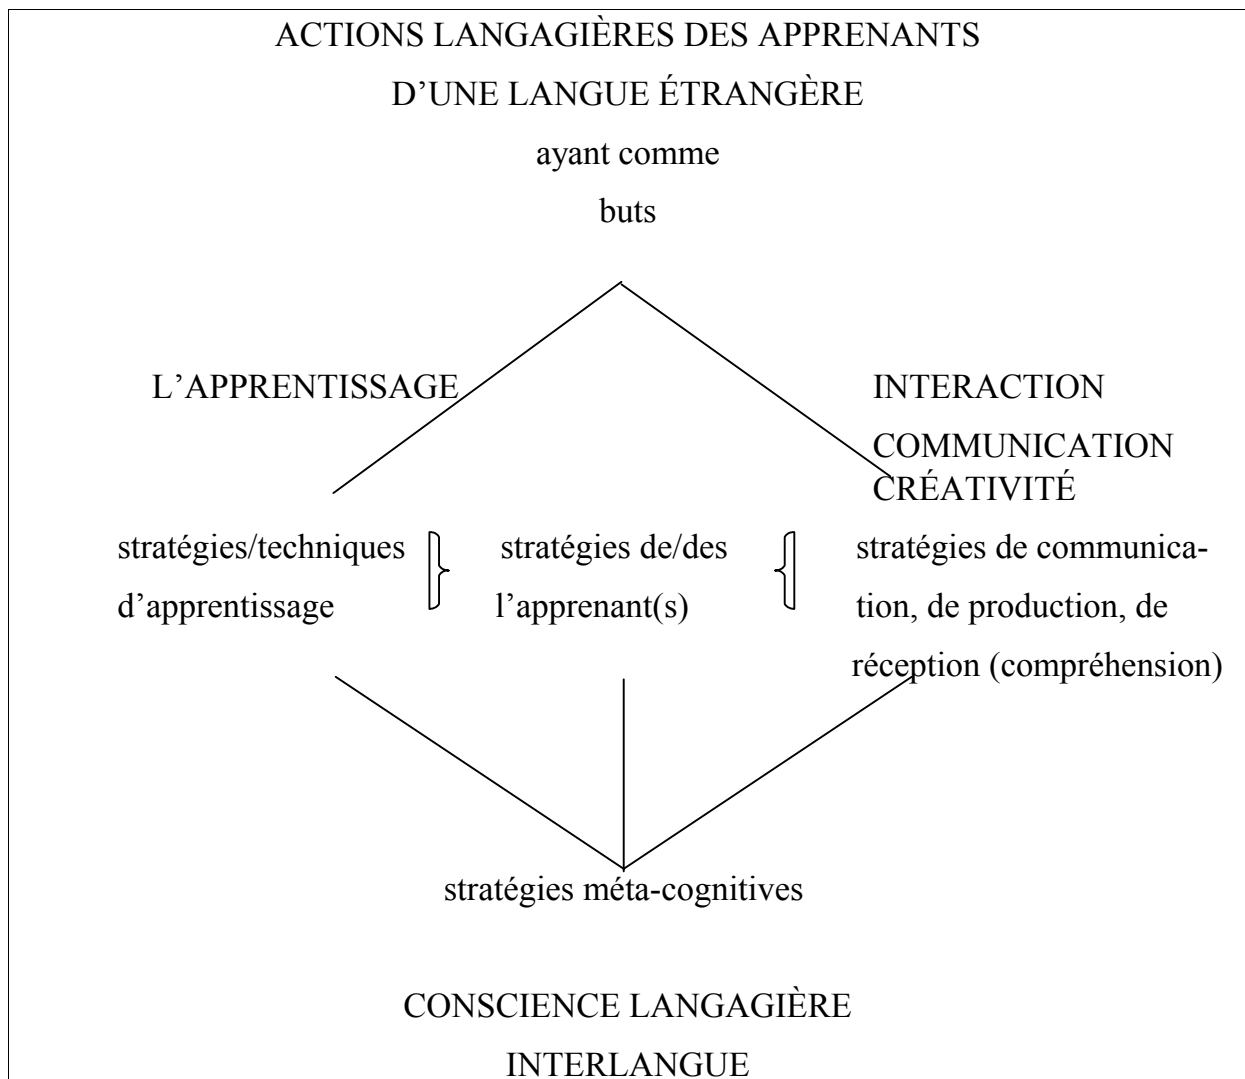 ACTIONS LANGAGIÈRES DES APPRENANTS
D’UNE LANGUE ÉTRANGÈRE
ayant comme
buts
L’APPRENTISSAGE
INTERACTION
COMMUNICATION
CRÉATIVITÉ
stratégies/techniques
d’apprentissage
stratégies de/des
l’apprenant(s)
stratégies de communica-
tion, de production, de
réception (compréhension)
stratégies méta-cognitives
CONSCIENCE LANGAGIÈRE
INTERLANGUE